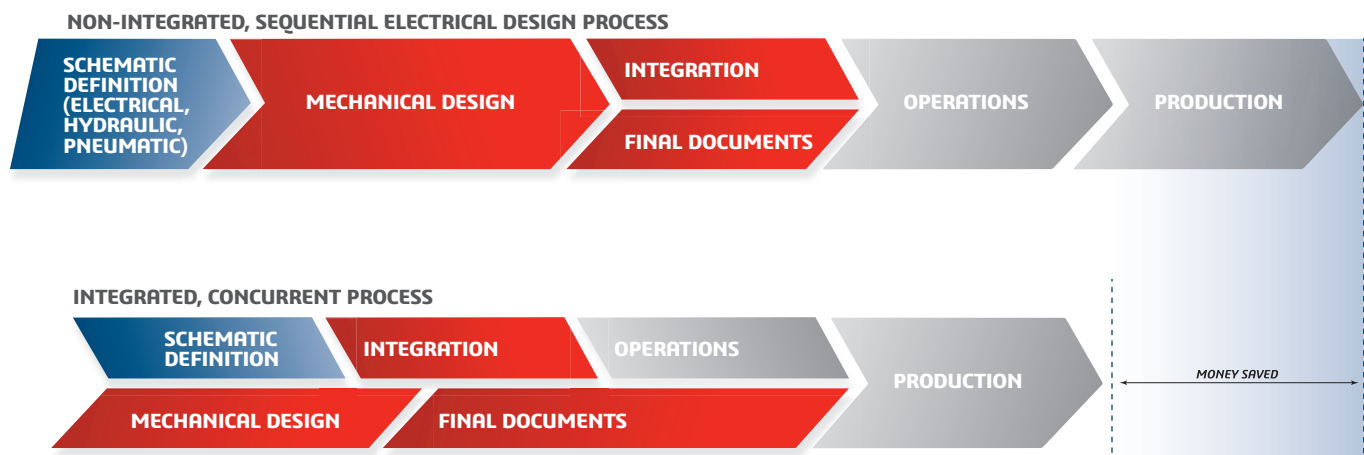 NON-INTEGRATED, SEQUENTIAL ELECTRICAL DESIGN PROCESS
SCHEMATIC
DEFINITION
(ELECTRICAL,
HYDRAULIC,
PNEUMATIC)
MECHANICAL DESIGN
INTEGRATION
FINAL DOCUMENTS
OPERATIONS
PRODUCTION
INTEGRATED, CONCURRENT PROCESS
SCHEMATIC
DEFINITION
INTEGRATION
OPERATIONS
MECHANICAL DESIGN
FINAL DOCUMENTS
PRODUCTION
MONEY SAVED